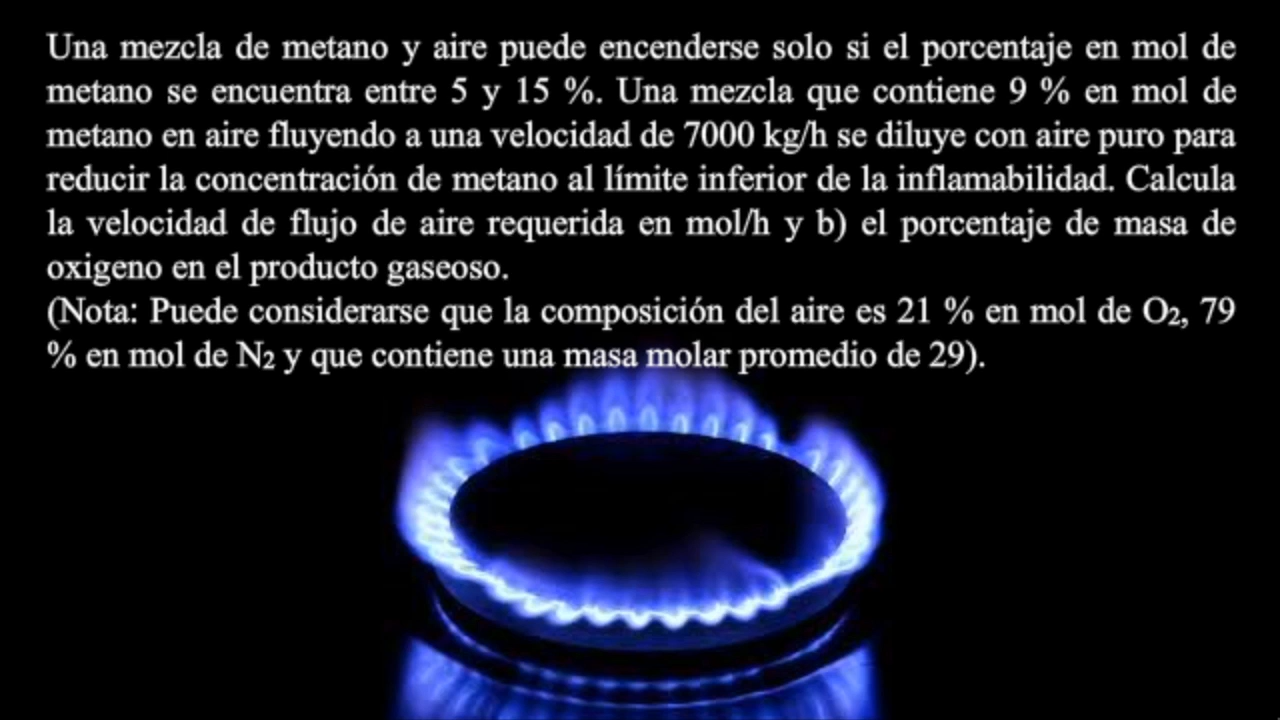 Una mezcla de metano y aire puede encenderse solo si el porcentaje en mol de
metano se encuentra entre 5 y 15 %. Una mezcla que contiene 9 % en mol de
metano en aire fluyendo a una velocidad de 7000 kg/h se diluye con aire puro para
reducir la concentración de metano al límite inferior de la inflamabilidad. Calcula
la velocidad de flujo de aire requerida en mol/h y b) el porcentaje de masa de
oxigeno en el producto gaseoso.
(Nota: Puede considerarse que la composición del aire es 21 % en mol de O₂, 79
% en mol de N₂ y que contiene una masa molar promedio de 29).